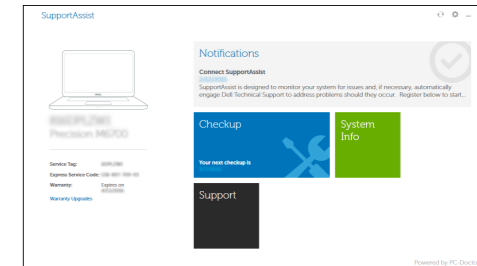 SupportAssist
Precision M6700
Service Tag:
Express Service Code:
Warranty: Expires on
Warranty Upgrades
Notifications
Connect SupportAssist
SupportAssist is designed to monitor your system for issues and, if necessary, automatically
engage Dell Technical Support to address problems should they occur. Register below to start...
Checkup
Your next checkup is
System
Info
Support
Powered by PC-Docto